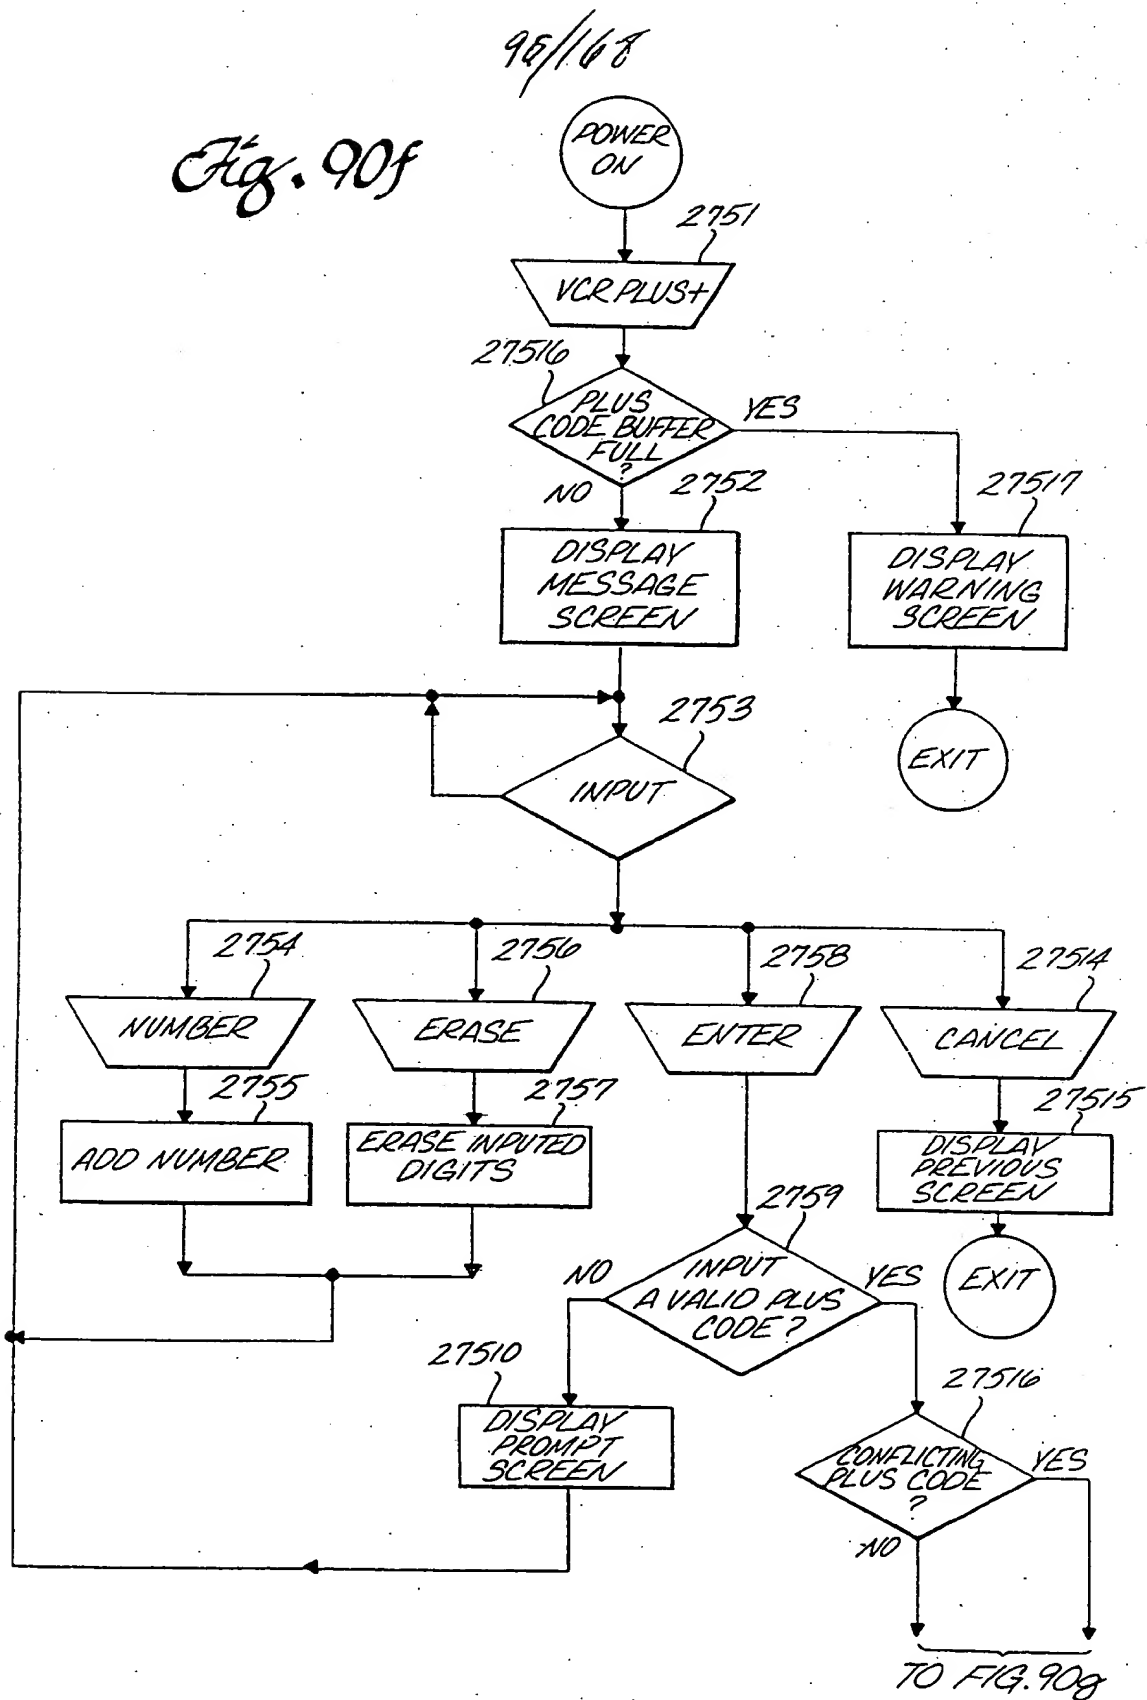 95/168
Fig. 90f
POWER
ON
2751
VCR PLUS+
27516
PLUS
CODE BUFFER
FULL
?
YES
NO
2752
27517
DISPLAY
MESSAGE
SCREEN
DISPLAY
WARNING
SCREEN
2753
INPUT
EXIT
2754
2756
2758
27514
NUMBER
ERASE
ENTER
CANCEL
2755
2757
27515
ADD NUMBER
ERASE INPUTED
DIGITS
DISPLAY
PREVIOUS
SCREEN
2759
NO
INPUT
A VALID PLUS
CODE?
YES
EXIT
27510
27516
DISPLAY
PROMPT
SCREEN
CONFLICTING
PLUS CODE
?
YES
NO
TO FIG. 90g